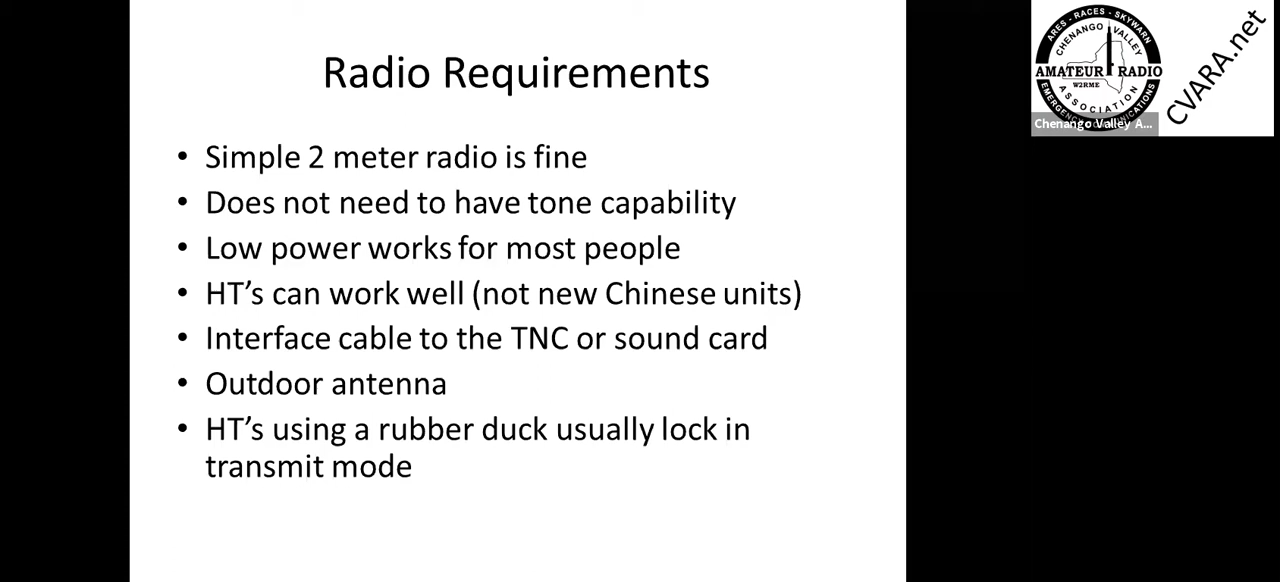 Radio Requirements
• Simple 2 meter radio is fine
• Does not need to have tone capability
• Low power works for most people
• HT's can work well (not new Chinese units)
• Interface cable to the TNC or sound card
• Outdoor antenna
• HT's using a rubber duck usually lock in
transmit mode
ARES - RACES - SKYWARN
CHENANGO VALLEY
AMATEUR RADIO
W2RME
ASSOCIATION
EMERGENCY COMMUNICATIONS
Chenango Valley A...
CVARA.net